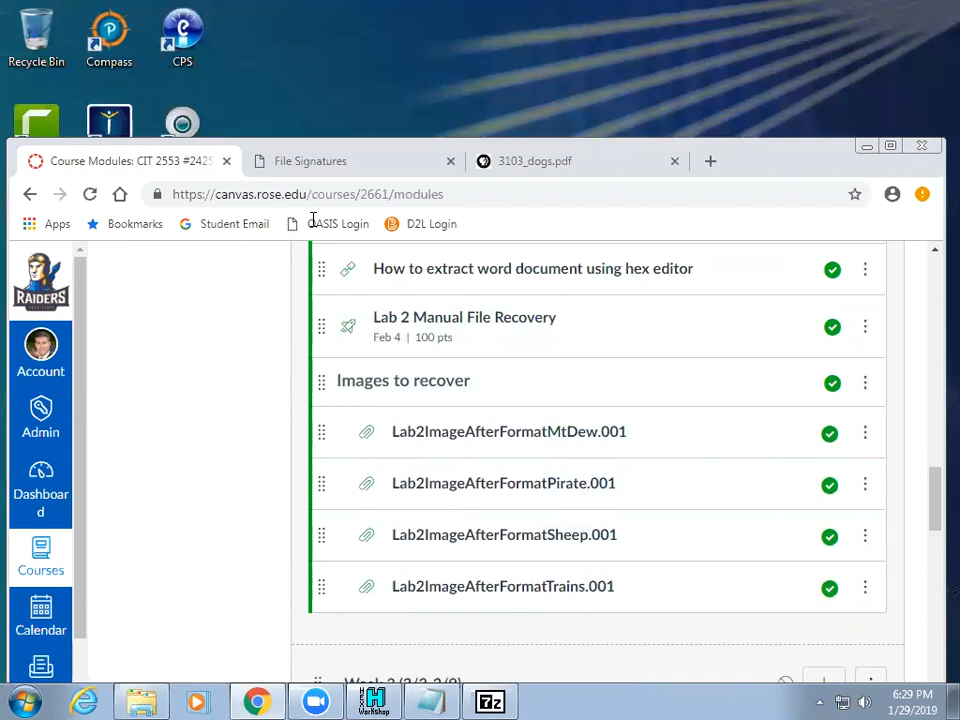 Recycle Bin
Compass
CPS
Course Modules: CIT 2553 #2425
File Signatures
3103_dogs.pdf
https://canvas.rose.edu/courses/2661/modules
Apps
Bookmarks
Student Email
OASIS Login
D2L Login
RAIDERS
Account
Admin
Dashboar
d
Courses
Calendar
How to extract word document using hex editor
Lab 2 Manual File Recovery
Feb 4 | 100 pts
Images to recover
Lab2ImageAfterFormatMtDew.001
Lab2ImageAfterFormatPirate.001
Lab2ImageAfterFormatSheep.001
Lab2ImageAfterFormatTrains.001
Workshop
7z
6:29 PM
1/29/2019